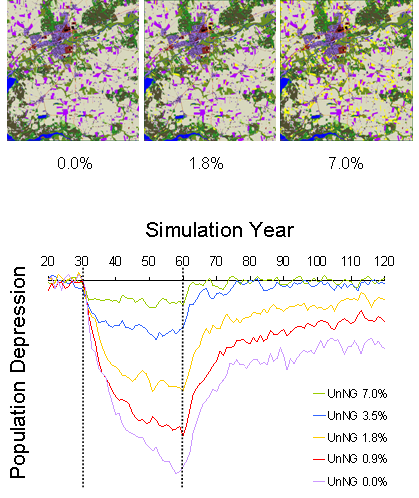 0.0% 1.8% 7.0%
Simulation Year
20 30 40 50 60 70 80 90 100 110 120
Population Depression
UnNG 7.0%
UnNG 3.5%
UnNG 1.8%
UnNG 0.9%
UnNG 0.0%